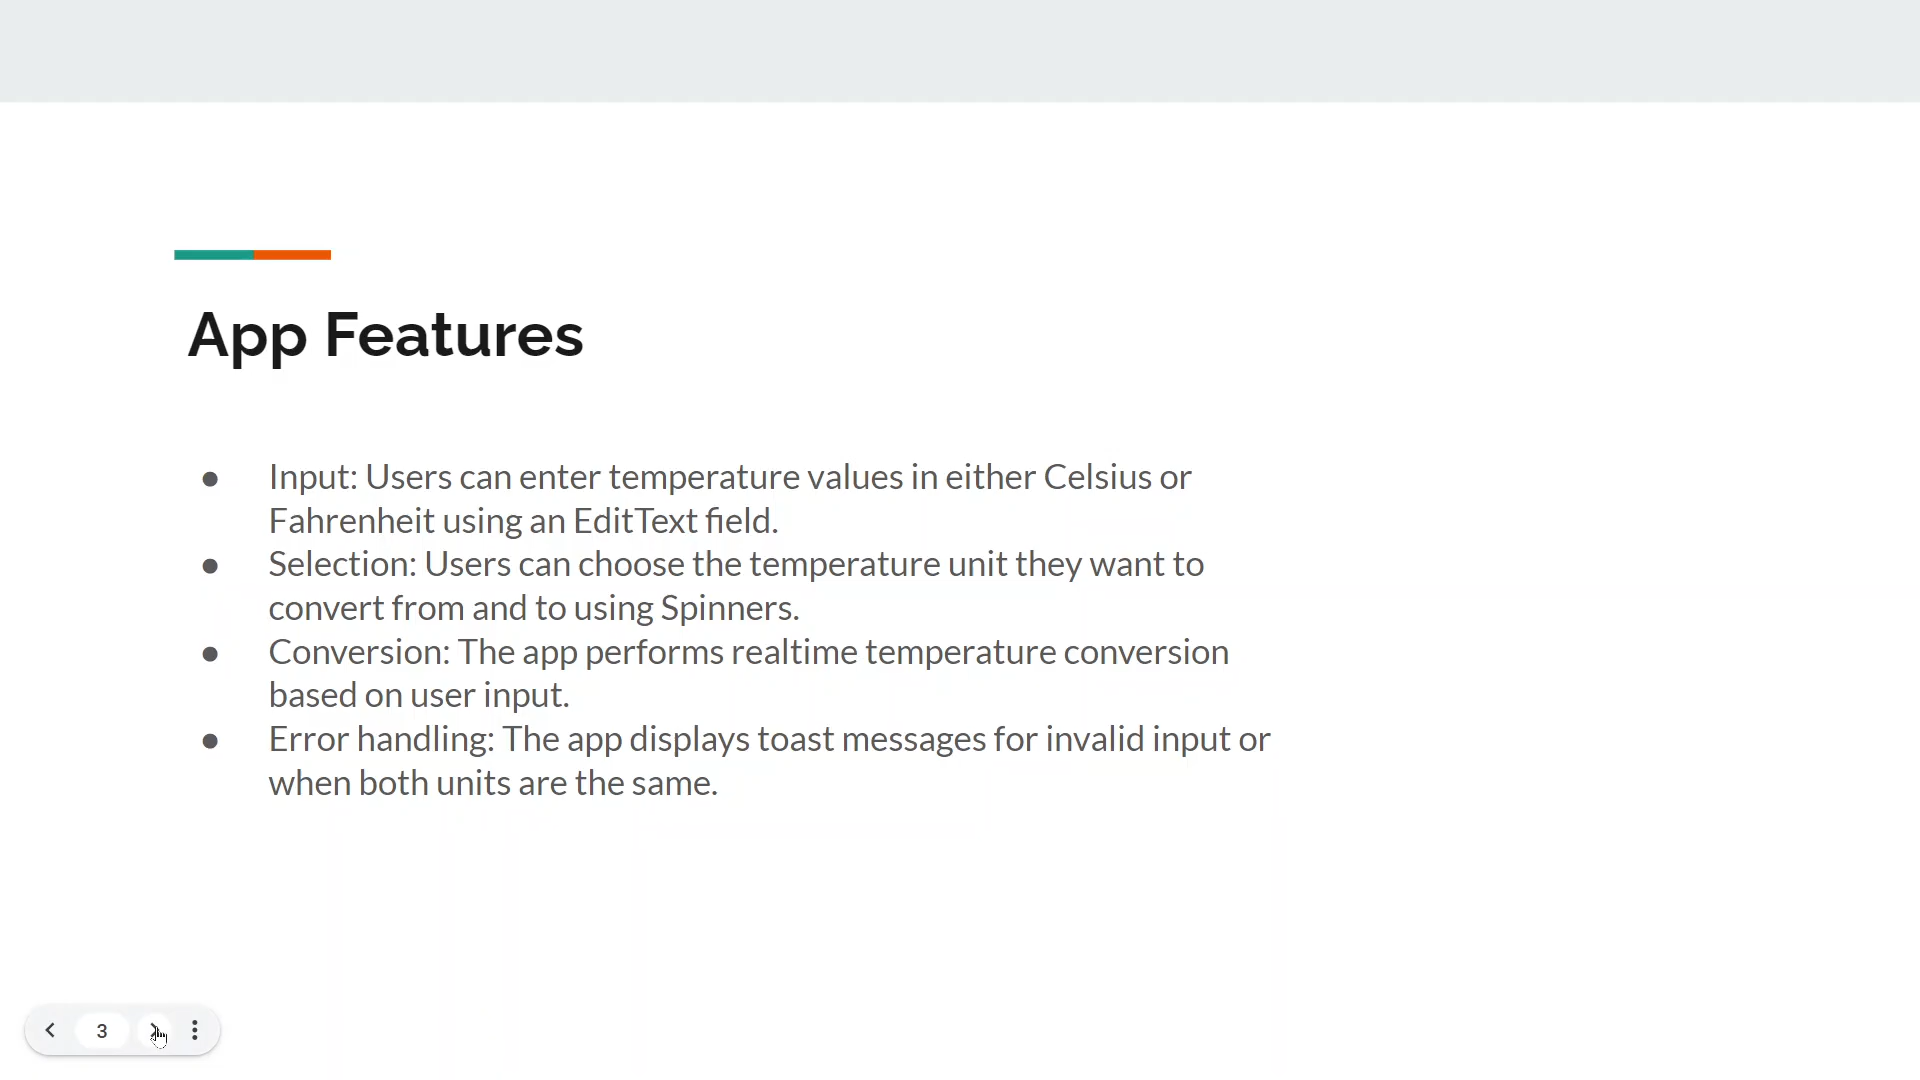 App Features
● Input: Users can enter temperature values in either Celsius or
Fahrenheit using an EditText field.
● Selection: Users can choose the temperature unit they want to
convert from and to using Spinners.
● Conversion: The app performs realtime temperature conversion
based on user input.
● Error handling: The app displays toast messages for invalid input or
when both units are the same.
3